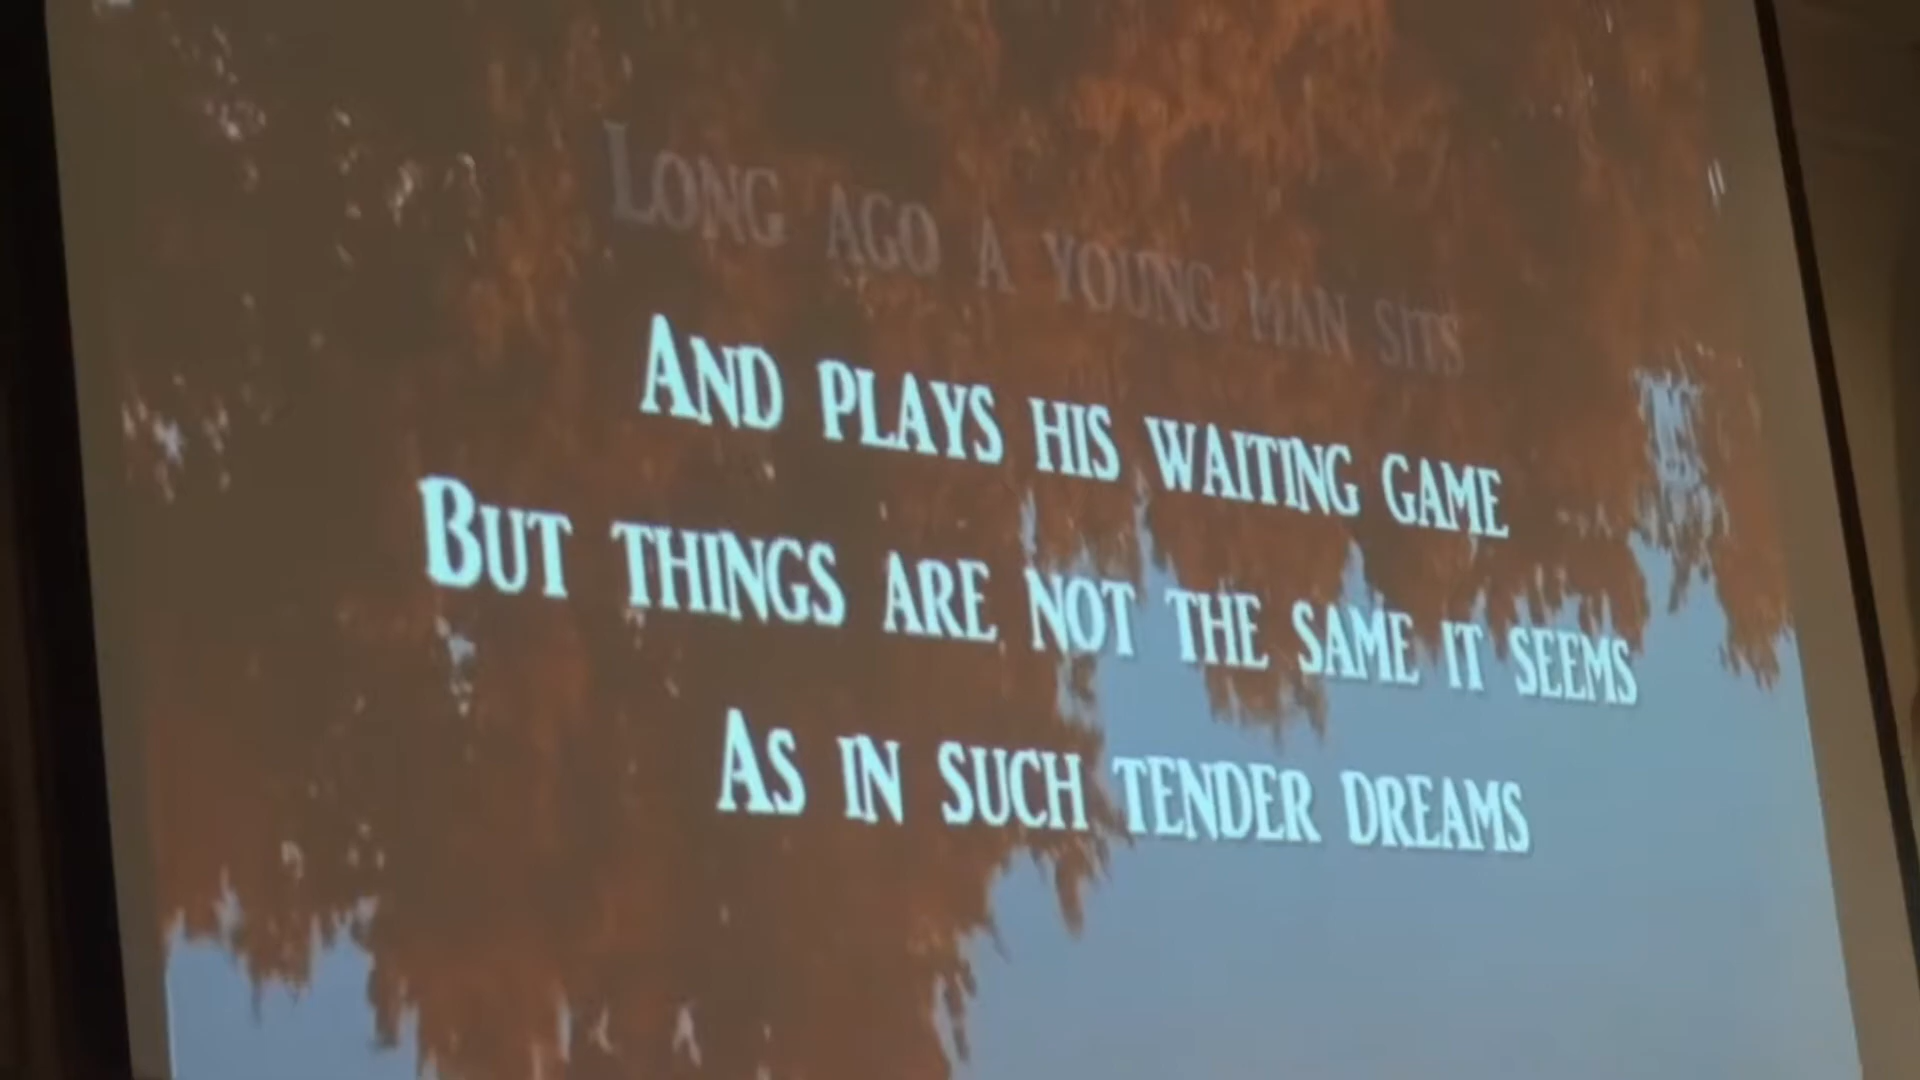 Long ago a young man sits
And plays his waiting game
But things are not the same it seems
As in such tender dreams